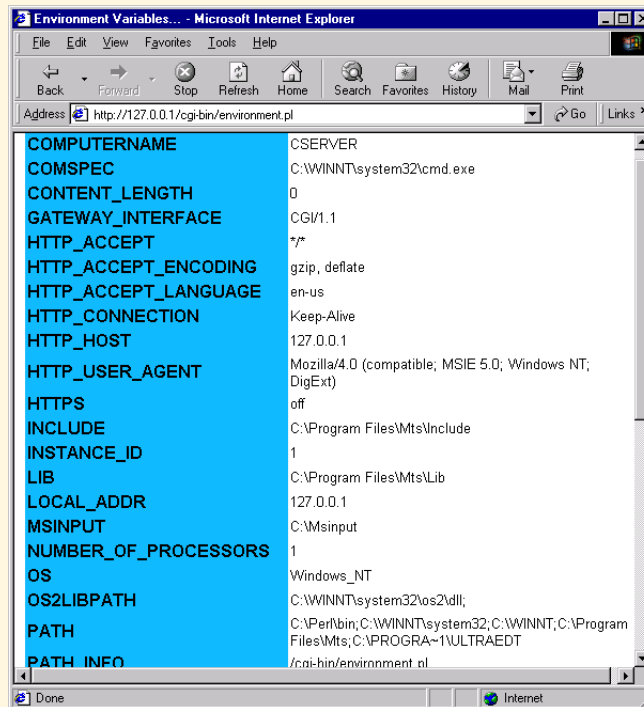 Environment Variables... - Microsoft Internet Explorer
File Edit View Favorites Tools Help
Back Forward Stop Refresh Home Search Favorites History Mail Print
Address http://127.0.0.1/cgi-bin/environment.pl Go Links »
COMPUTERNAME CSERVER
COMSPEC C:\WINNT\system32\cmd.exe
CONTENT_LENGTH 0
GATEWAY_INTERFACE CGI/1.1
HTTP_ACCEPT */*
HTTP_ACCEPT_ENCODING gzip, deflate
HTTP_ACCEPT_LANGUAGE en-us
HTTP_CONNECTION Keep-Alive
HTTP_HOST 127.0.0.1
HTTP_USER_AGENT Mozilla/4.0 (compatible; MSIE 5.0; Windows NT;
DigExt)
HTTPS off
INCLUDE C:\Program Files\Mts\Include
INSTANCE_ID 1
LIB C:\Program Files\Mts\Lib
LOCAL_ADDR 127.0.0.1
MSINPUT C:\Msinput
NUMBER_OF_PROCESSORS 1
OS Windows_NT
OS2LIBPATH C:\WINNT\system32\os2\dll;
PATH C:\Perl\bin;C:\WINNT\system32;C:\WINNT;C:\Program
Files\Mts;C:\PROGRA~1\ULTRAEDT
PATH_INFO /cgi-bin/environment.pl
Done Internet